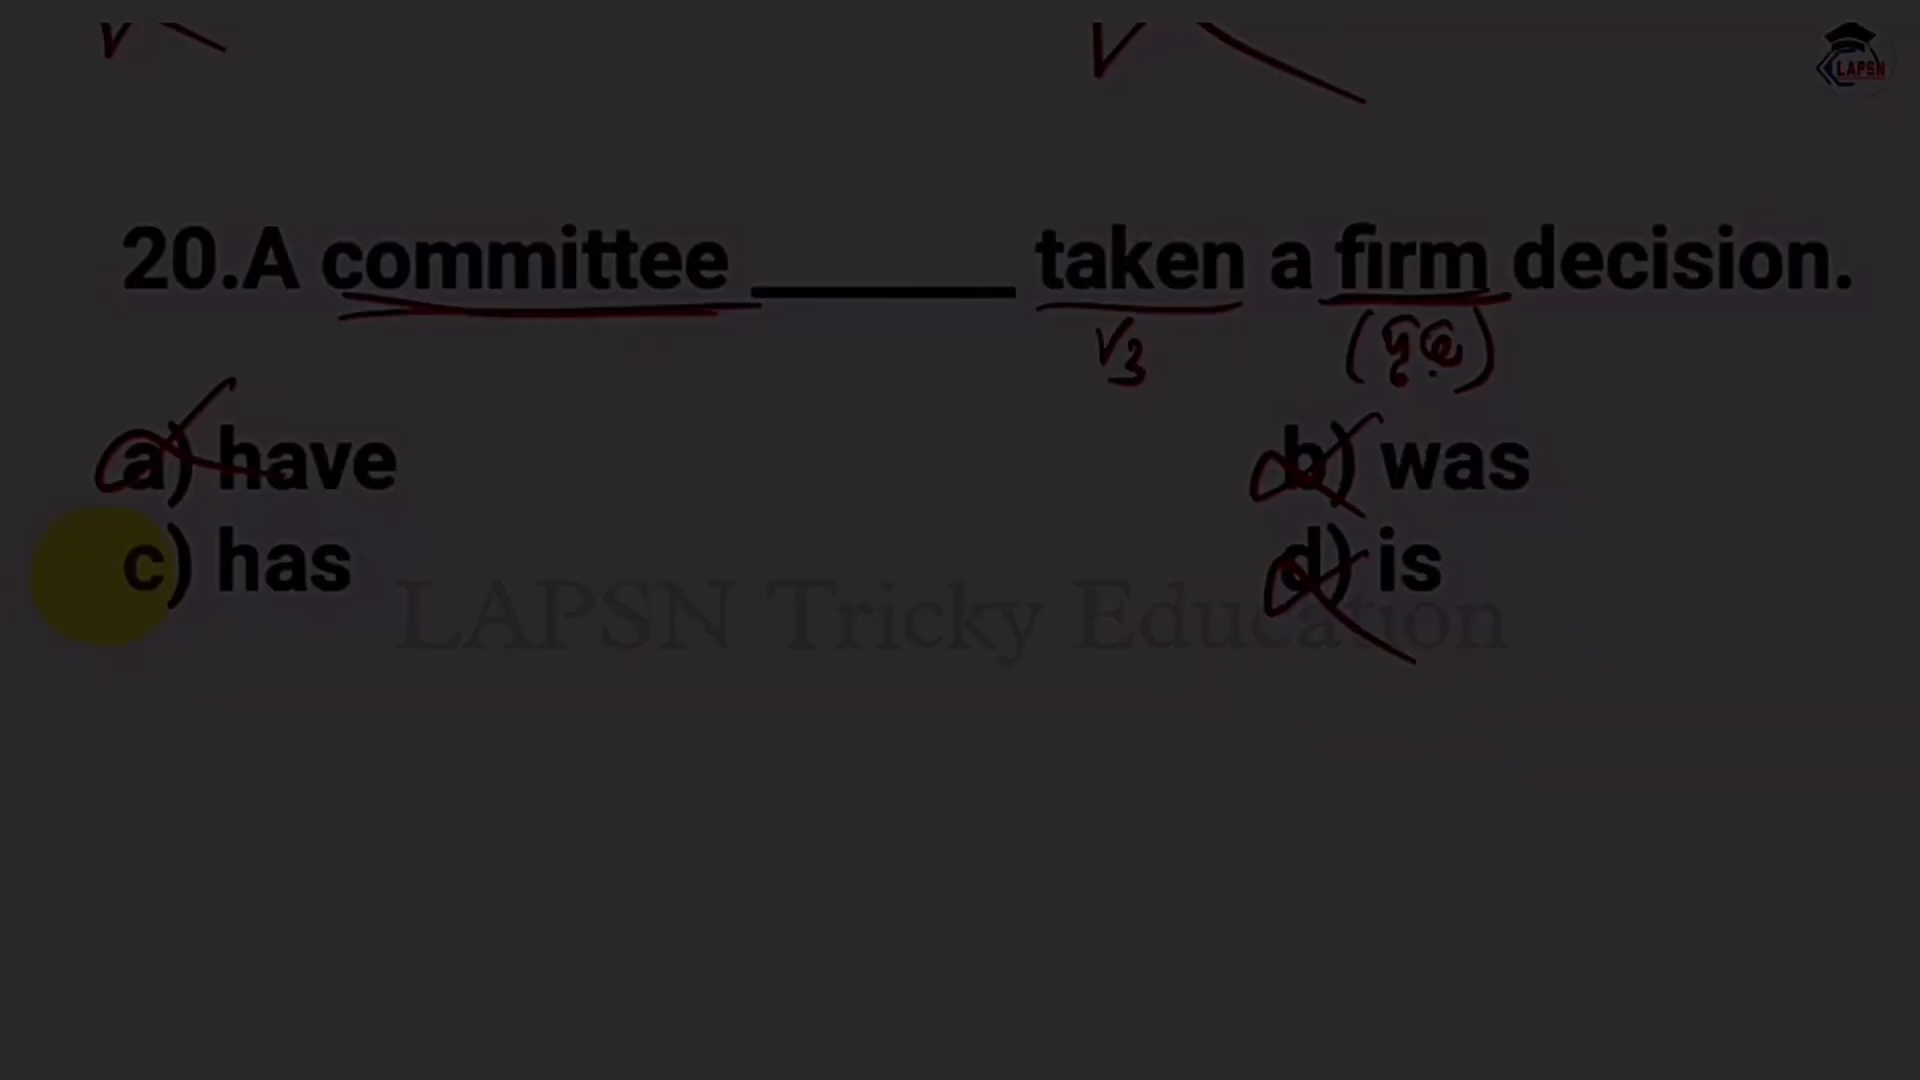 LAPSN
20.A committee ________ taken a firm decision.
V3
a) have
b) was
c) has
d) is
LAPSN Tricky Education